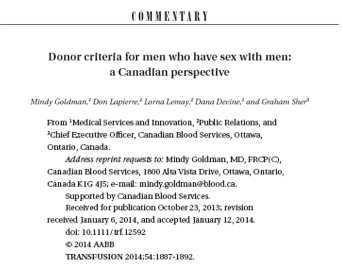 COMMENTARY
Donor criteria for men who have sex with men:
a Canadian perspective
Mindy Goldman,¹ Don Lapierre,² Lorna Lemay,² Dana Devine,¹ and Graham Sher³
From ¹Medical Services and Innovation, ²Public Relations, and
³Chief Executive Officer, Canadian Blood Services, Ottawa,
Ontario, Canada.
Address reprint requests to: Mindy Goldman, MD, FRCP(C),
Canadian Blood Services, 1800 Alta Vista Drive, Ottawa, Ontario,
Canada K1G 4J5; e-mail: mindy.goldman@blood.ca.
Supported by Canadian Blood Services.
Received for publication October 23, 2013; revision
received January 6, 2014, and accepted January 12, 2014.
doi: 10.1111/trf.12592
© 2014 AABB
TRANSFUSION 2014;54:1887-1892.